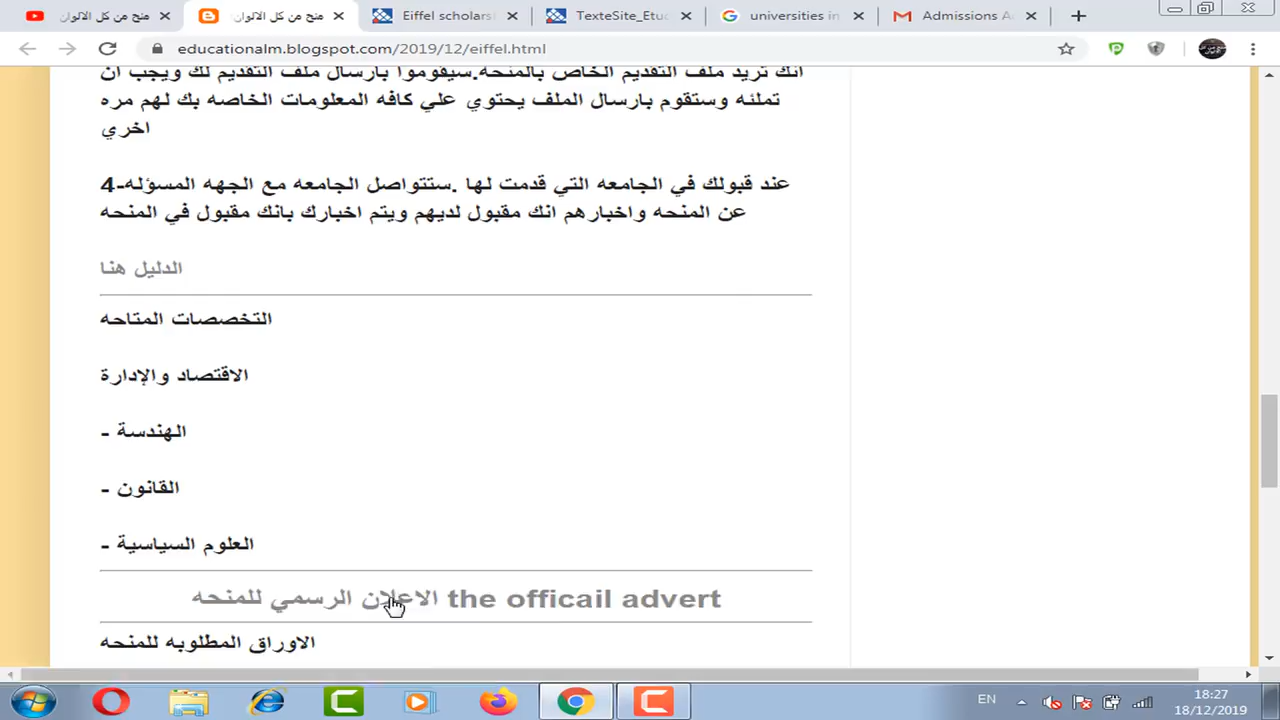 منح من كل الالوان
منح من كل الالوان
Eiffel scholars
TexteSite_Etud
universities in
Admissions A
educationalm.blogspot.com/2019/12/eiffel.html
انك تريد ملف التقديم الخاص بالمنحه.سيقوموا بارسال ملف التقديم لك ويجب ان
تملئه وستقوم بارسال الملف يحتوي علي كافه المعلومات الخاصه بك لهم مره
اخري
4-عند قبولك في الجامعه التي قدمت لها .ستتواصل الجامعه مع الجهه المسؤله
عن المنحه واخبارهم انك مقبول لديهم ويتم اخبارك بانك مقبول في المنحه
الدليل هنا
التخصصات المتاحه
الاقتصاد والإدارة
- الهندسة
- القانون
- العلوم السياسية
الاعلان الرسمي للمنحه the officail advert
الاوراق المطلوبه للمنحه
EN
18:27
18/12/2019